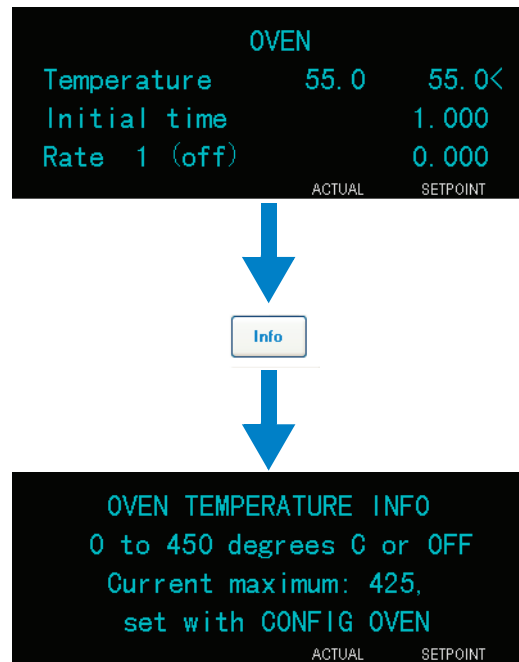 OVEN
Temperature 55.0 55.0<
Initial time 1.000
Rate 1 (off) 0.000
ACTUAL SETPOINT
Info
OVEN TEMPERATURE INFO
0 to 450 degrees C or OFF
Current maximum: 425,
set with CONFIG OVEN
ACTUAL SETPOINT